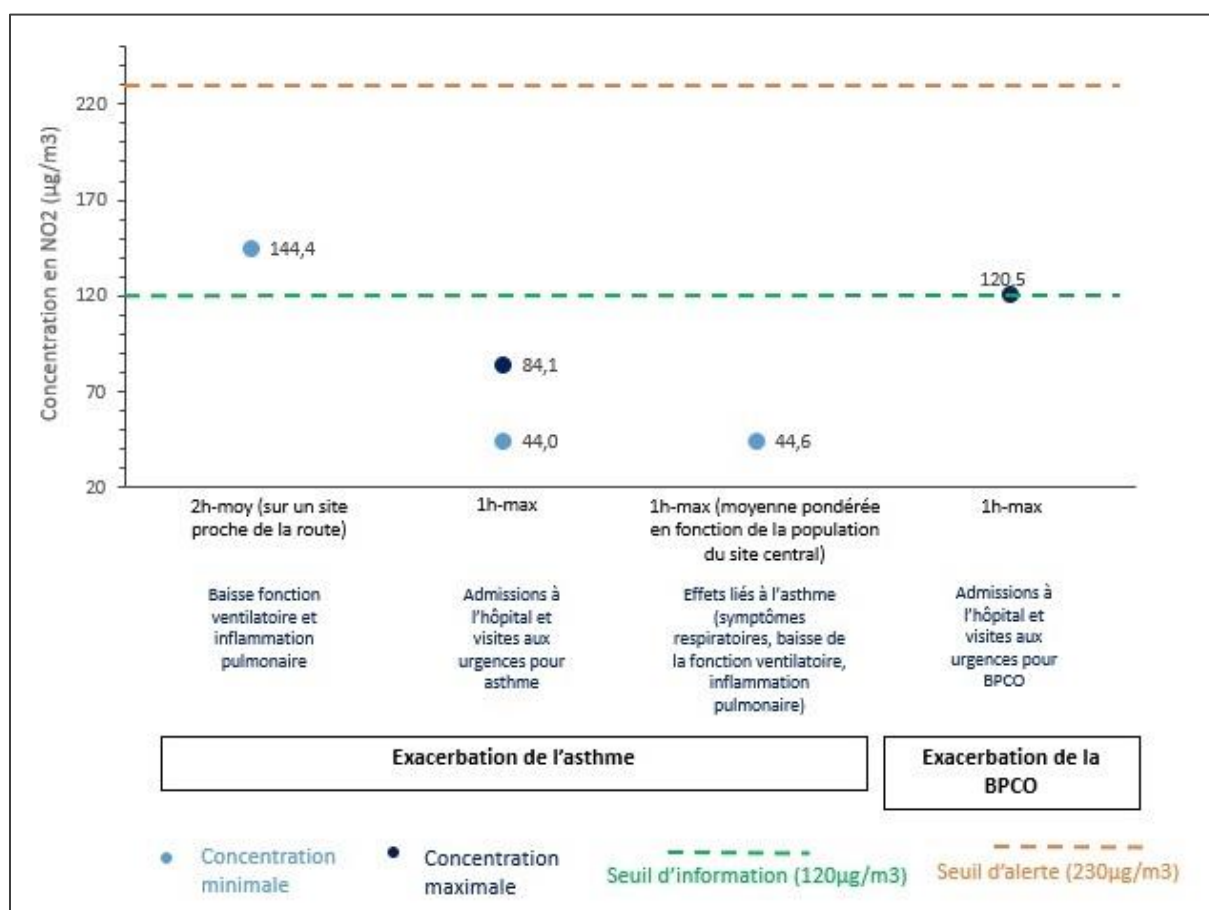 Concentration en NO2 (µg/m3)
220
170
120
70
20
144,4
84,1
44,0
44,6
120,5
2h-moy (sur un site
proche de la route)
1h-max
1h-max (moyenne pondérée
en fonction de la population
du site central)
1h-max
Baisse fonction
ventilatoire et
inflammation
pulmonaire
Admissions à
l'hôpital et
visites aux
urgences pour
asthme
Effets liés à l'asthme
(symptômes
respiratoires, baisse de
la fonction ventilatoire,
inflammation
pulmonaire)
Admissions à
l'hôpital et
visites aux
urgences pour
BPCO
Exacerbation de l'asthme
Exacerbation de la
BPCO
Concentration
minimale
Concentration
maximale
Seuil d'information (120µg/m3)
Seuil d'alerte (230µg/m3)